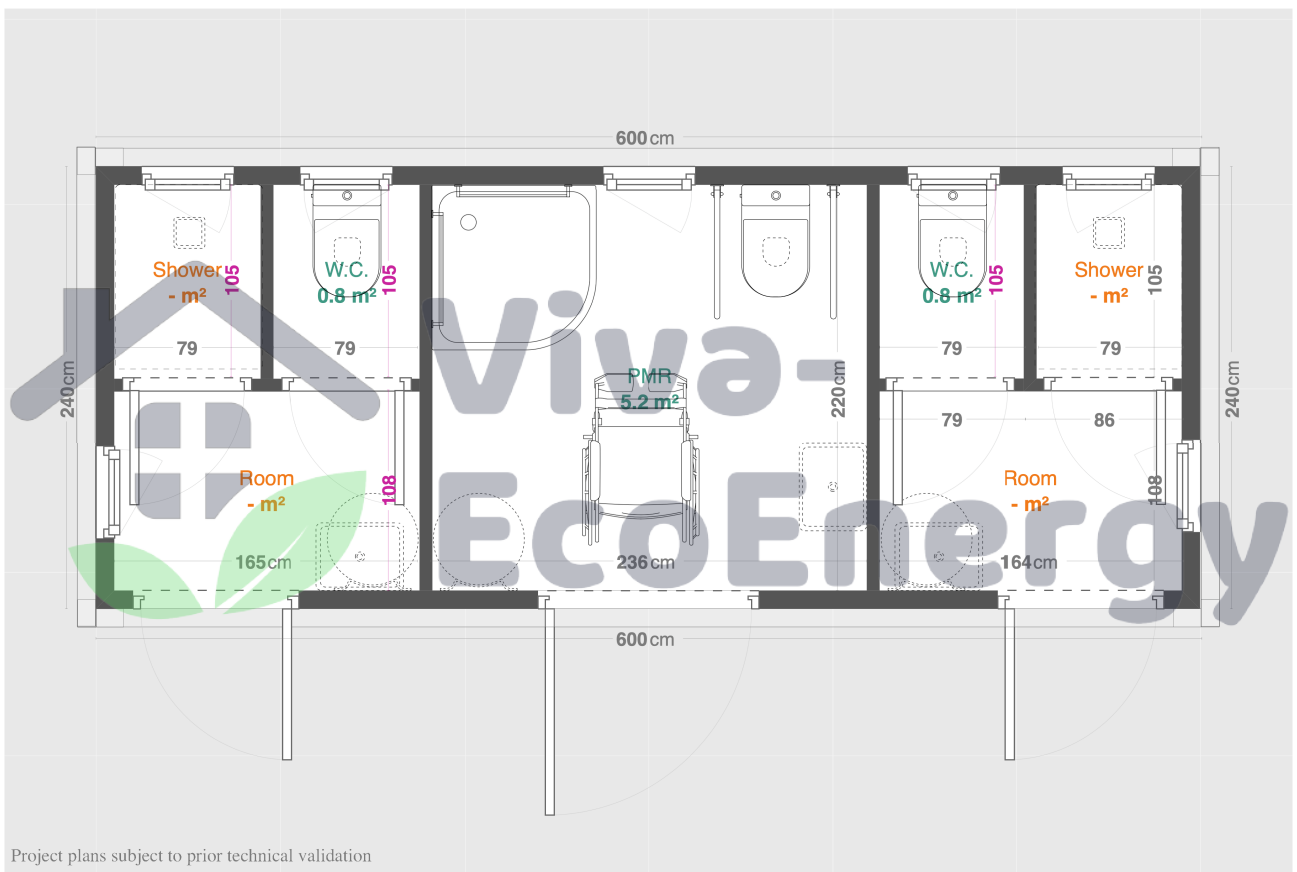 600cm
Shower
- m²
105
W.C.
0.8 m²
105
W.C.
0.8 m²
105
Shower
- m²
105
79
79
79
79
240cm
PMR
5.2 m²
220cm
240cm
79
86
Room
- m²
108
Room
- m²
108
165cm
236cm
164cm
600cm
Viva-
EcoEnergy
Project plans subject to prior technical validation